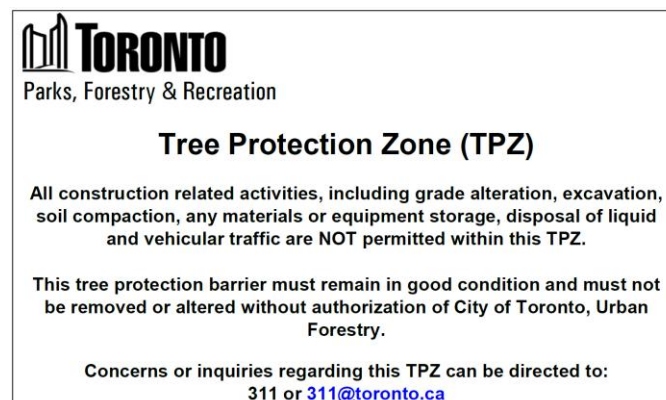 TORONTO
Parks, Forestry & Recreation
Tree Protection Zone (TPZ)
All construction related activities, including grade alteration, excavation,
soil compaction, any materials or equipment storage, disposal of liquid
and vehicular traffic are NOT permitted within this TPZ.
This tree protection barrier must remain in good condition and must not
be removed or altered without authorization of City of Toronto, Urban
Forestry.
Concerns or inquiries regarding this TPZ can be directed to:
311 or 311@toronto.ca